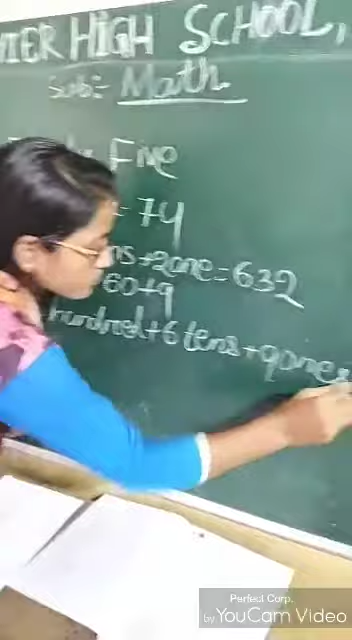 IER HIGH SCHOOL,
Sub:- Math
Five
= 74
ns+2one=632
60+9
hundred+6 tens+9ones
Perfect Corp.
by YouCam Video